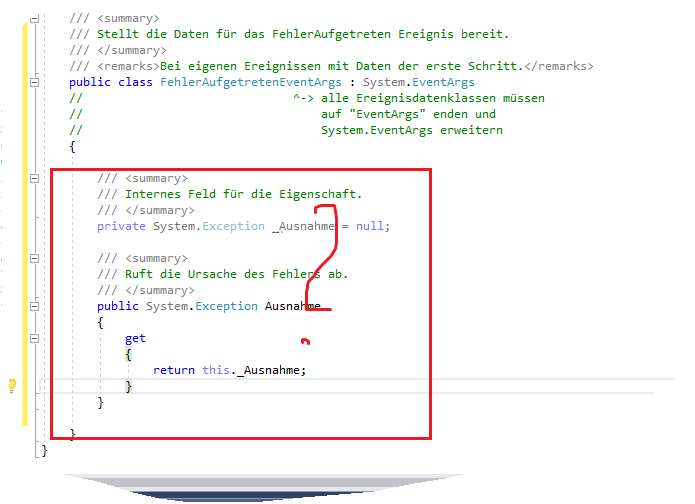 /// <summary>
/// Stellt die Daten für das FehlerAufgetreten Ereignis bereit.
/// </summary>
/// <remarks>Bei eigenen Ereignissen mit Daten der erste Schritt.</remarks>
public class FehlerAufgetretenEventArgs : System.EventArgs
// ^-> alle Ereignisdatenklassen müssen
// auf "EventArgs" enden und
// System.EventArgs erweitern
{
/// <summary>
/// Internes Feld für die Eigenschaft.
/// </summary>
private System.Exception _Ausnahme = null;
/// <summary>
/// Ruft die Ursache des Fehlers ab.
/// </summary>
public System.Exception Ausnahme
{
get
{
return this._Ausnahme;
}
}
}
}
?